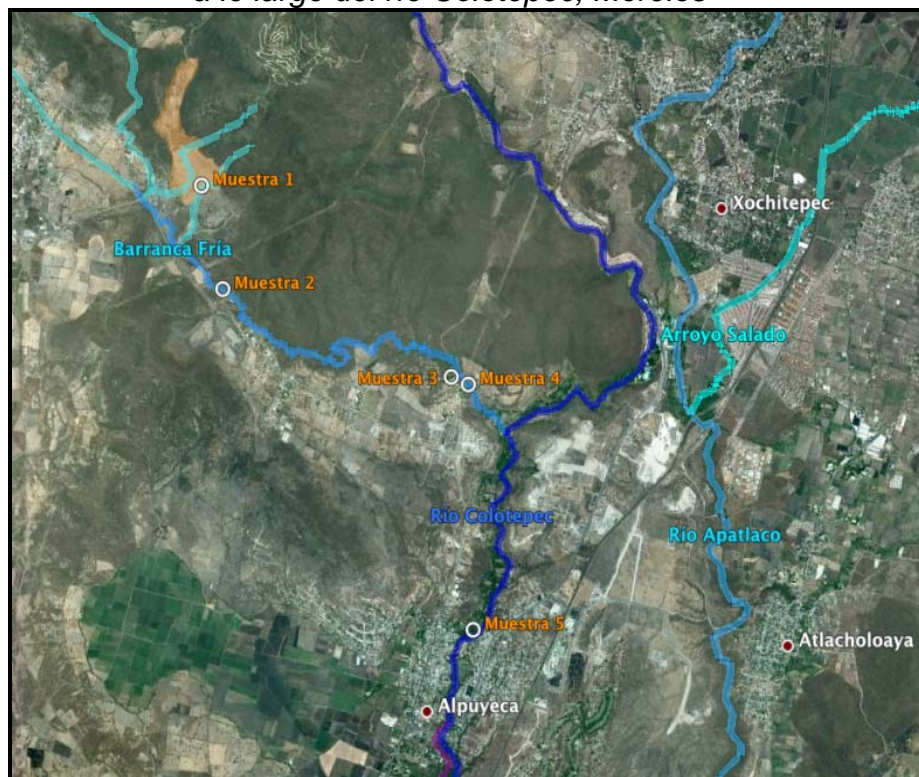 a lo largo del río Colotepec, Morelos
Muestra 1
Xochitepec
Barranca Fría
Muestra 2
Arroyo Salado
Muestra 3
Muestra 4
Río Colotepec
Río Apatlaco
Muestra 5
Atlacholoaya
Alpuyeca